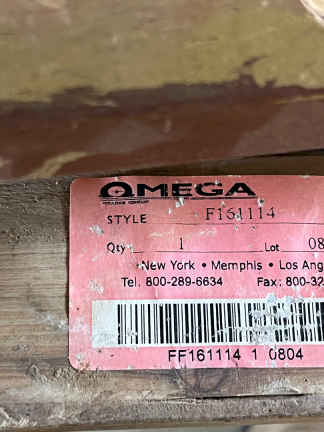 OMEGA
STYLE F161114
Qty 1 Lot 08
New York • Memphis • Los Ang
Tel. 800-289-6634 Fax: 800-32
FF161114 1 0804